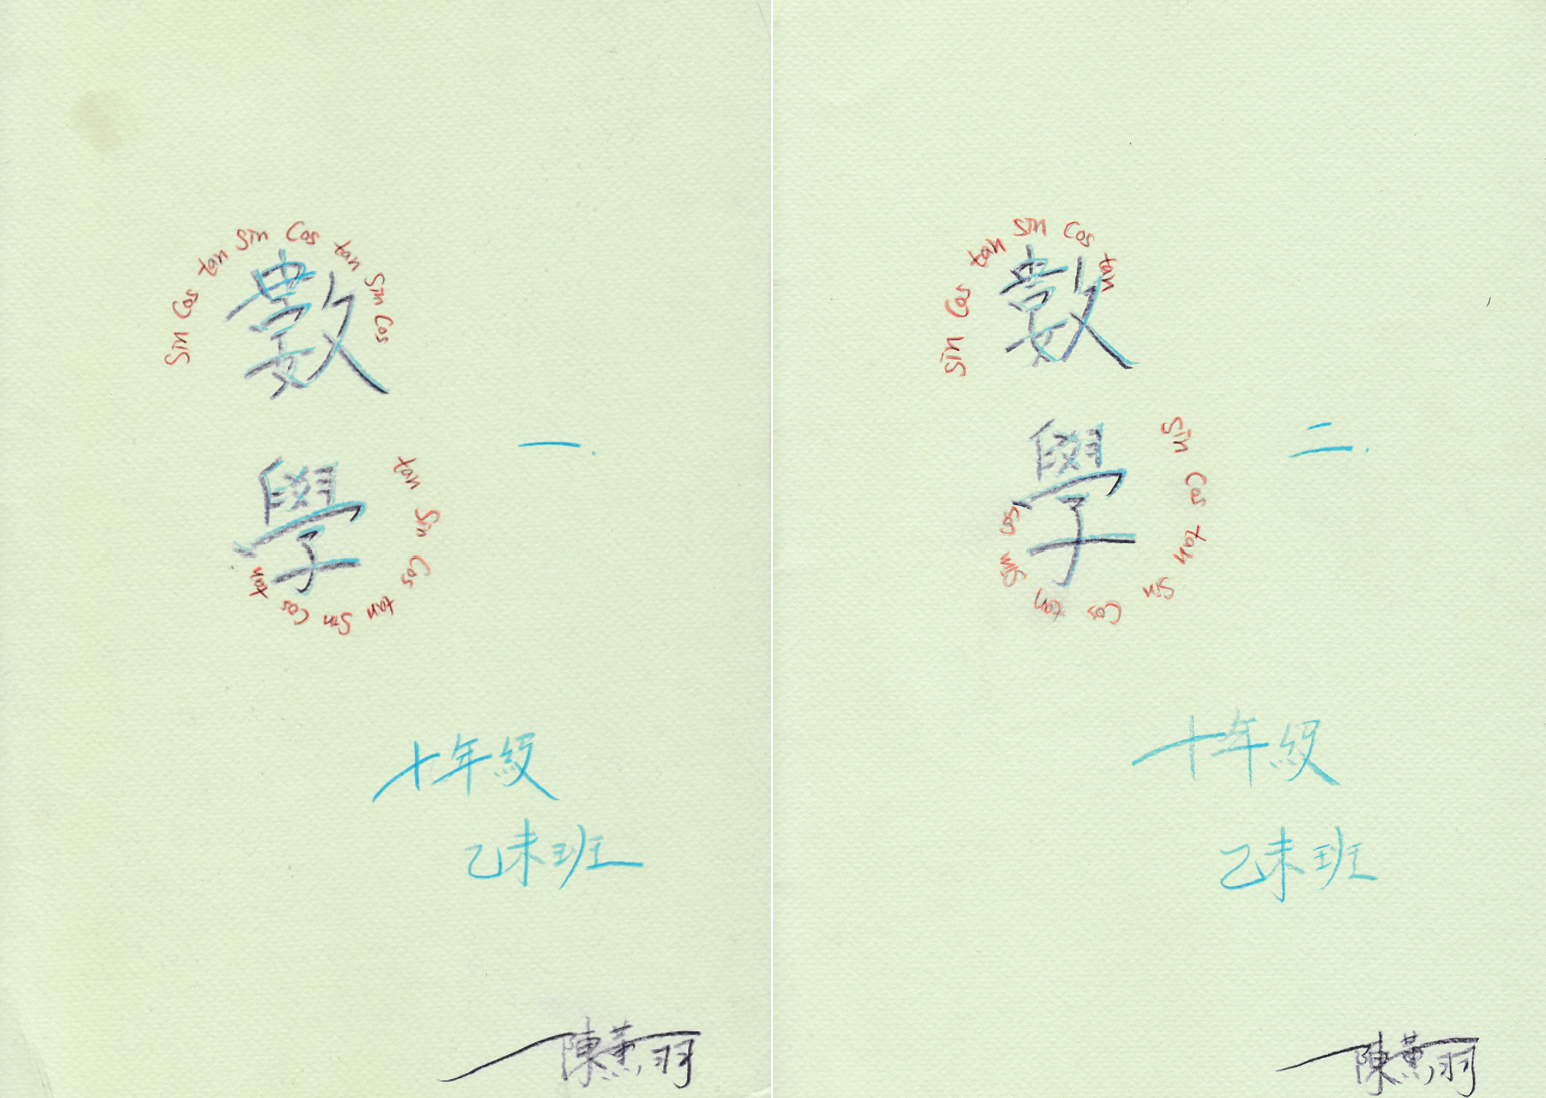 Sin Cos tan Sin Cos tan Sin Cos
數
學
tan Sin Cos tan Sin Cos tan
一.
十年級
乙未班
陳薰羽
Sin Cos tan Sin Cos tan
數
學
Sin Cos tan Sin Cos tan Sin Cos
二.
十年級
乙未班
陳薰羽